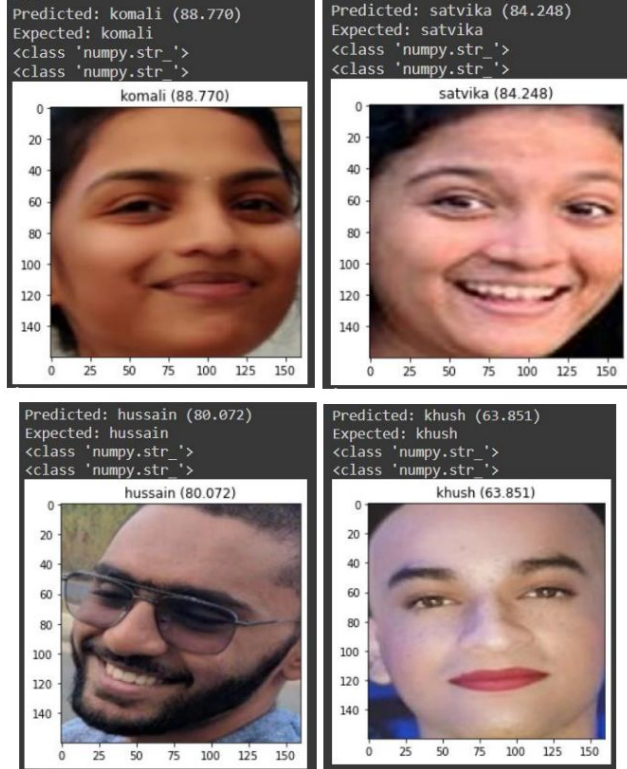 Predicted: komali (88.770)
Expected: komali
<class 'numpy.str_'>
<class 'numpy.str_'>
komali (88.770)
0
20
40
60
80
100
120
140
0 25 50 75 100 125 150
Predicted: satvika (84.248)
Expected: satvika
<class 'numpy.str_'>
<class 'numpy.str_'>
satvika (84.248)
0
20
40
60
80
100
120
140
0 25 50 75 100 125 150
Predicted: hussain (80.072)
Expected: hussain
<class 'numpy.str_'>
<class 'numpy.str_'>
hussain (80.072)
0
20
40
60
80
100
120
140
0 25 50 75 100 125 150
Predicted: khush (63.851)
Expected: khush
<class 'numpy.str_'>
<class 'numpy.str_'>
khush (63.851)
0
20
40
60
80
100
120
140
0 25 50 75 100 125 150